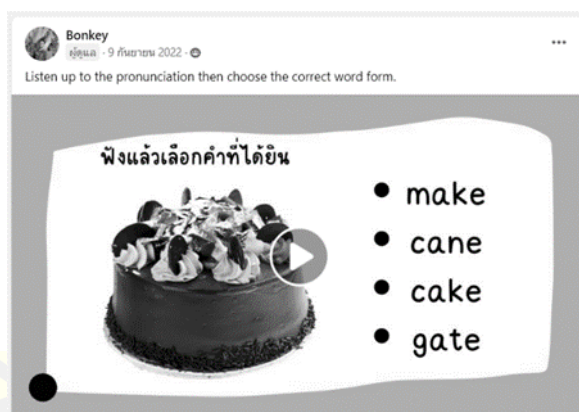 Bonkey
ผู้ดูแล · 9 กันยายน 2022 ·
Listen up to the pronunciation then choose the correct word form.
ฟังแล้วเลือกคำที่ได้ยิน
• make
• cane
• cake
• gate